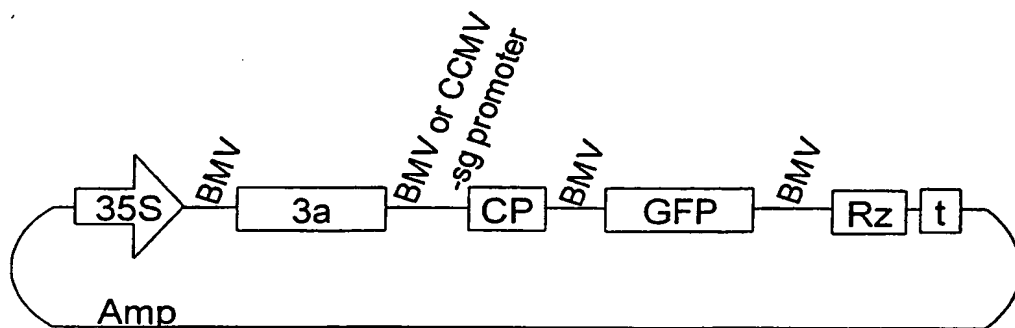 35S
BMV
3a
BMV or CCMV
-sg promoter
CP
BMV
GFP
BMV
Rz
t
Amp